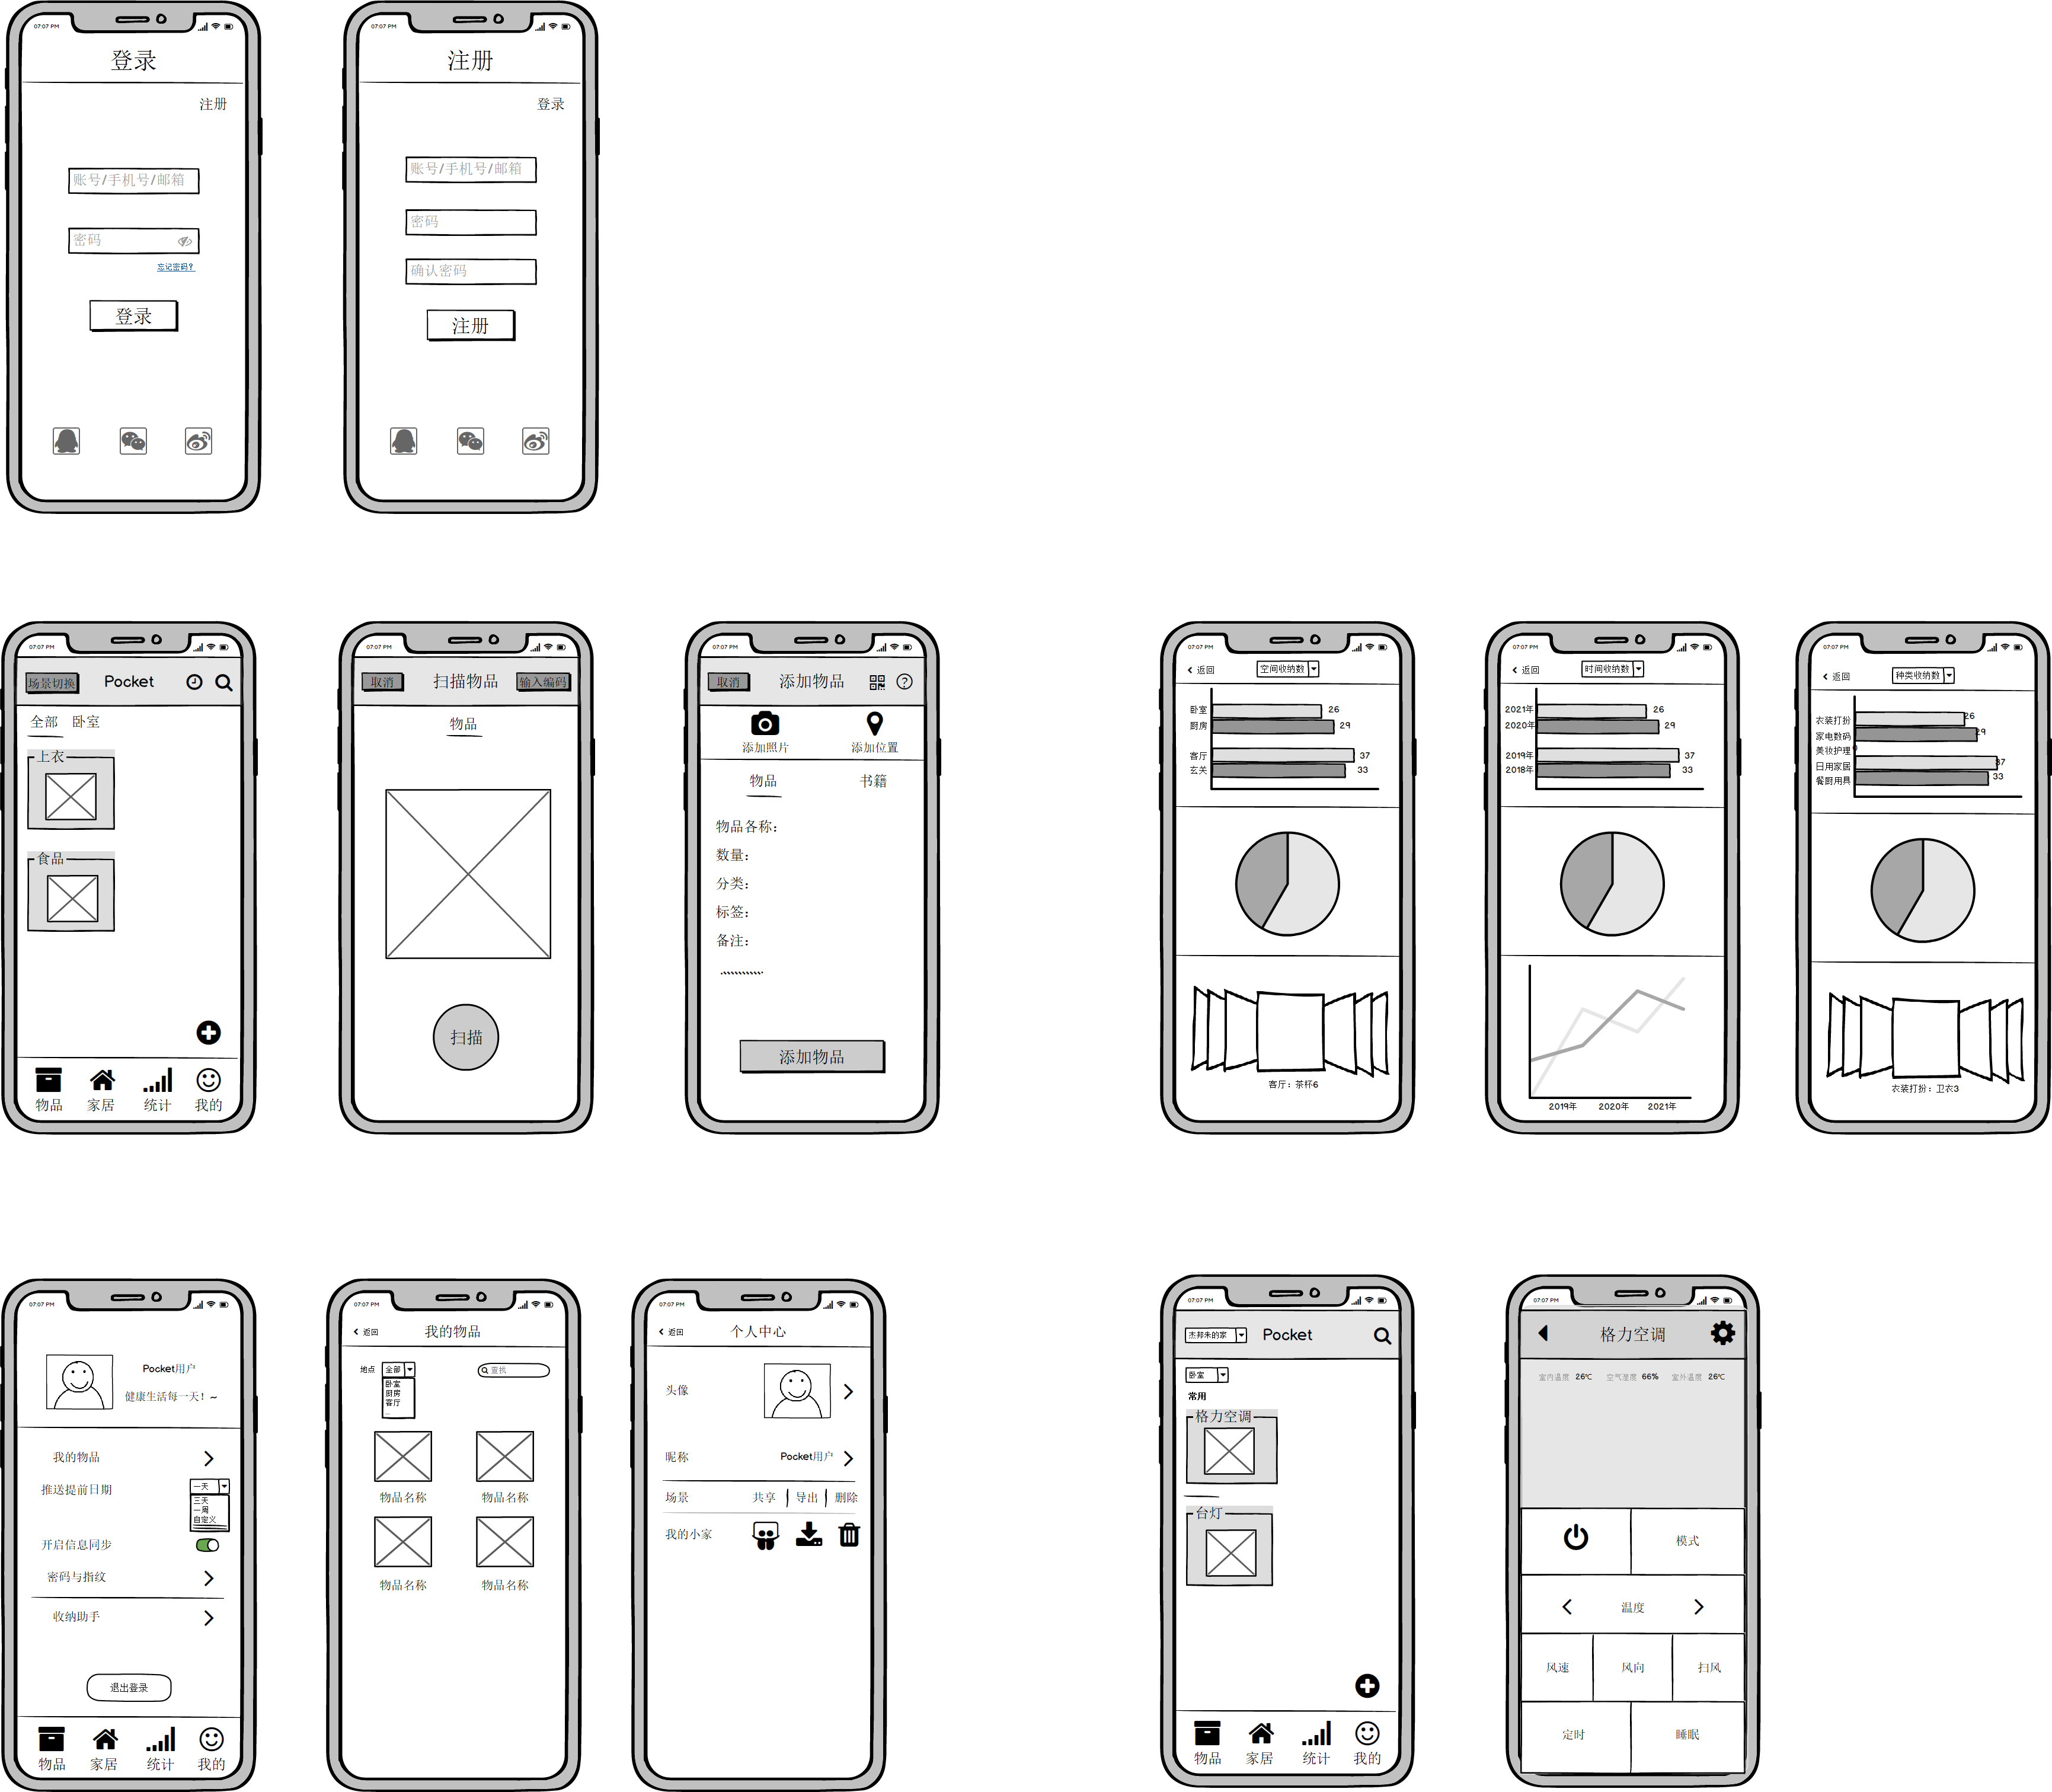 07:07 PM
登录
注册
账号/手机号/邮箱
密码
忘记密码?
登录
07:07 PM
注册
登录
账号/手机号/邮箱
密码
确认密码
注册
07:07 PM
场景切换 Pocket
全部 卧室
上衣
食品
物品 家居 统计 我的
07:07 PM
取消 扫描物品 输入编码
物品
扫描
07:07 PM
取消 添加物品
添加照片 添加位置
物品 书籍
物品各称：
数量：
分类：
标签：
备注：
添加物品
07:07 PM
返回 空间收纳数
卧室 26
厨房 29
客厅 37
玄关 33
客厅：茶杯6
07:07 PM
返回 时间收纳数
2021年 26
2020年 29
2019年 37
2018年 33
2019年 2020年 2021年
07:07 PM
返回 种类收纳数
衣装打扮 26
家电数码 29
美妆护理 0
日用家居 37
餐厨用具 33
衣装打扮：卫衣3
07:07 PM
Pocket用户
健康生活每一天！~
我的物品
推送提前日期 一天
三天
一周
自定义
开启信息同步
密码与指纹
收纳助手
退出登录
物品 家居 统计 我的
07:07 PM
返回 我的物品
地点 全部 查找
卧室
厨房
客厅
物品名称 物品名称
物品名称 物品名称
07:07 PM
返回 个人中心
头像
昵称 Pocket用户
场景 共享 导出 删除
我的小家
07:07 PM
杰邦朱的家 Pocket
卧室
常用
格力空调
台灯
物品 家居 统计 我的
07:07 PM
格力空调
室内温度 26℃ 空气湿度 66% 室外温度 26℃
模式
温度
风速 风向 扫风
定时 睡眠